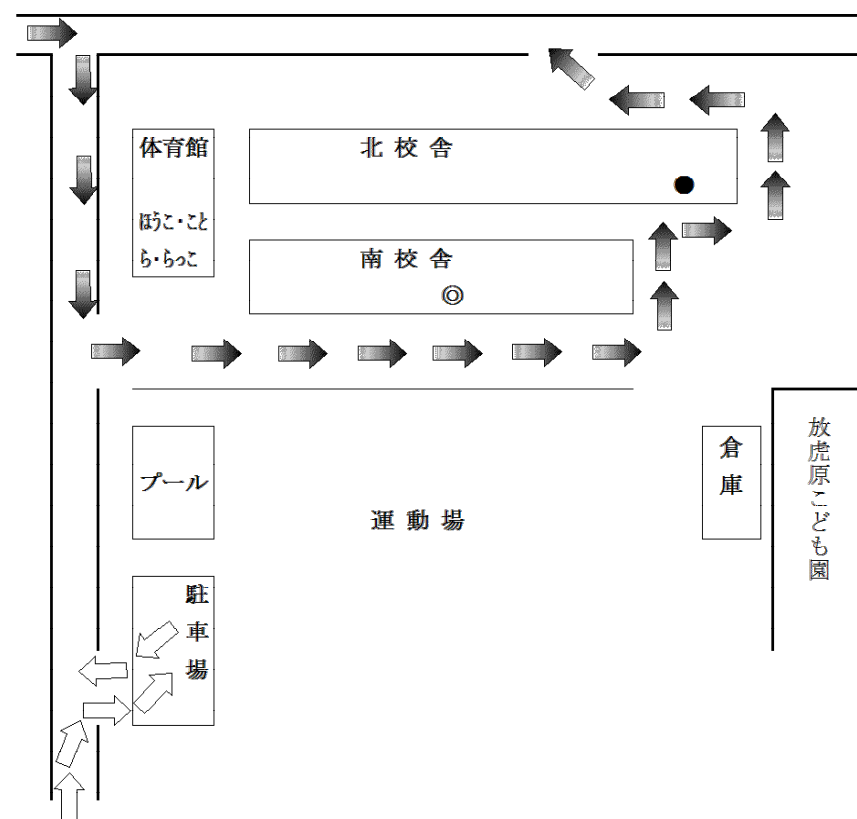 体育館
ほうこ・こと
ら・らっこ
北校舎
南校舎
プール
運動場
倉庫
放虎原こども園
駐車場